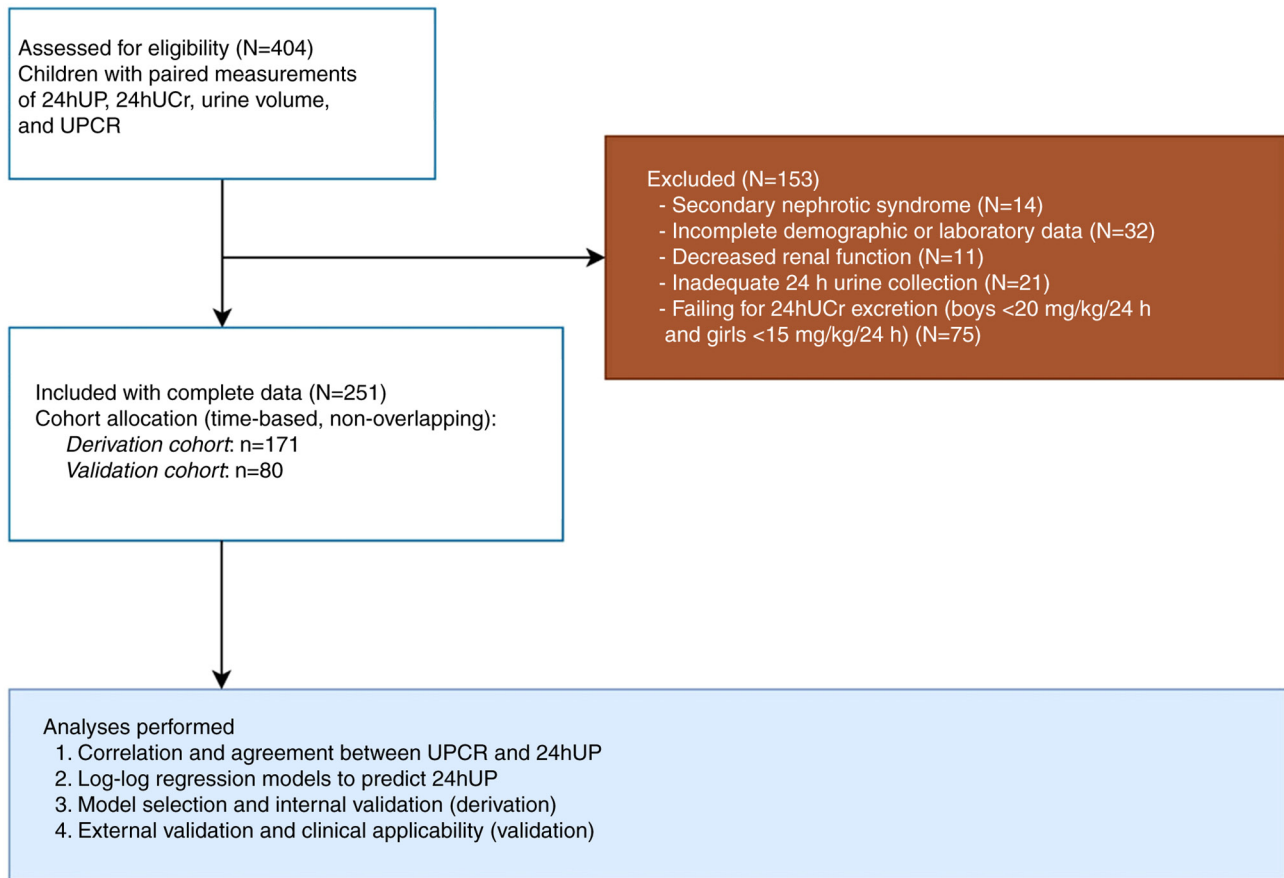 Assessed for eligibility (N=404)
Children with paired measurements
of 24hUP, 24hUCr, urine volume,
and UPCR
Excluded (N=153)
- Secondary nephrotic syndrome (N=14)
- Incomplete demographic or laboratory data (N=32)
- Decreased renal function (N=11)
- Inadequate 24 h urine collection (N=21)
- Failing for 24hUCr excretion (boys <20 mg/kg/24 h
and girls <15 mg/kg/24 h) (N=75)
Included with complete data (N=251)
Cohort allocation (time-based, non-overlapping):
Derivation cohort: n=171
Validation cohort: n=80
Analyses performed
1. Correlation and agreement between UPCR and 24hUP
2. Log-log regression models to predict 24hUP
3. Model selection and internal validation (derivation)
4. External validation and clinical applicability (validation)